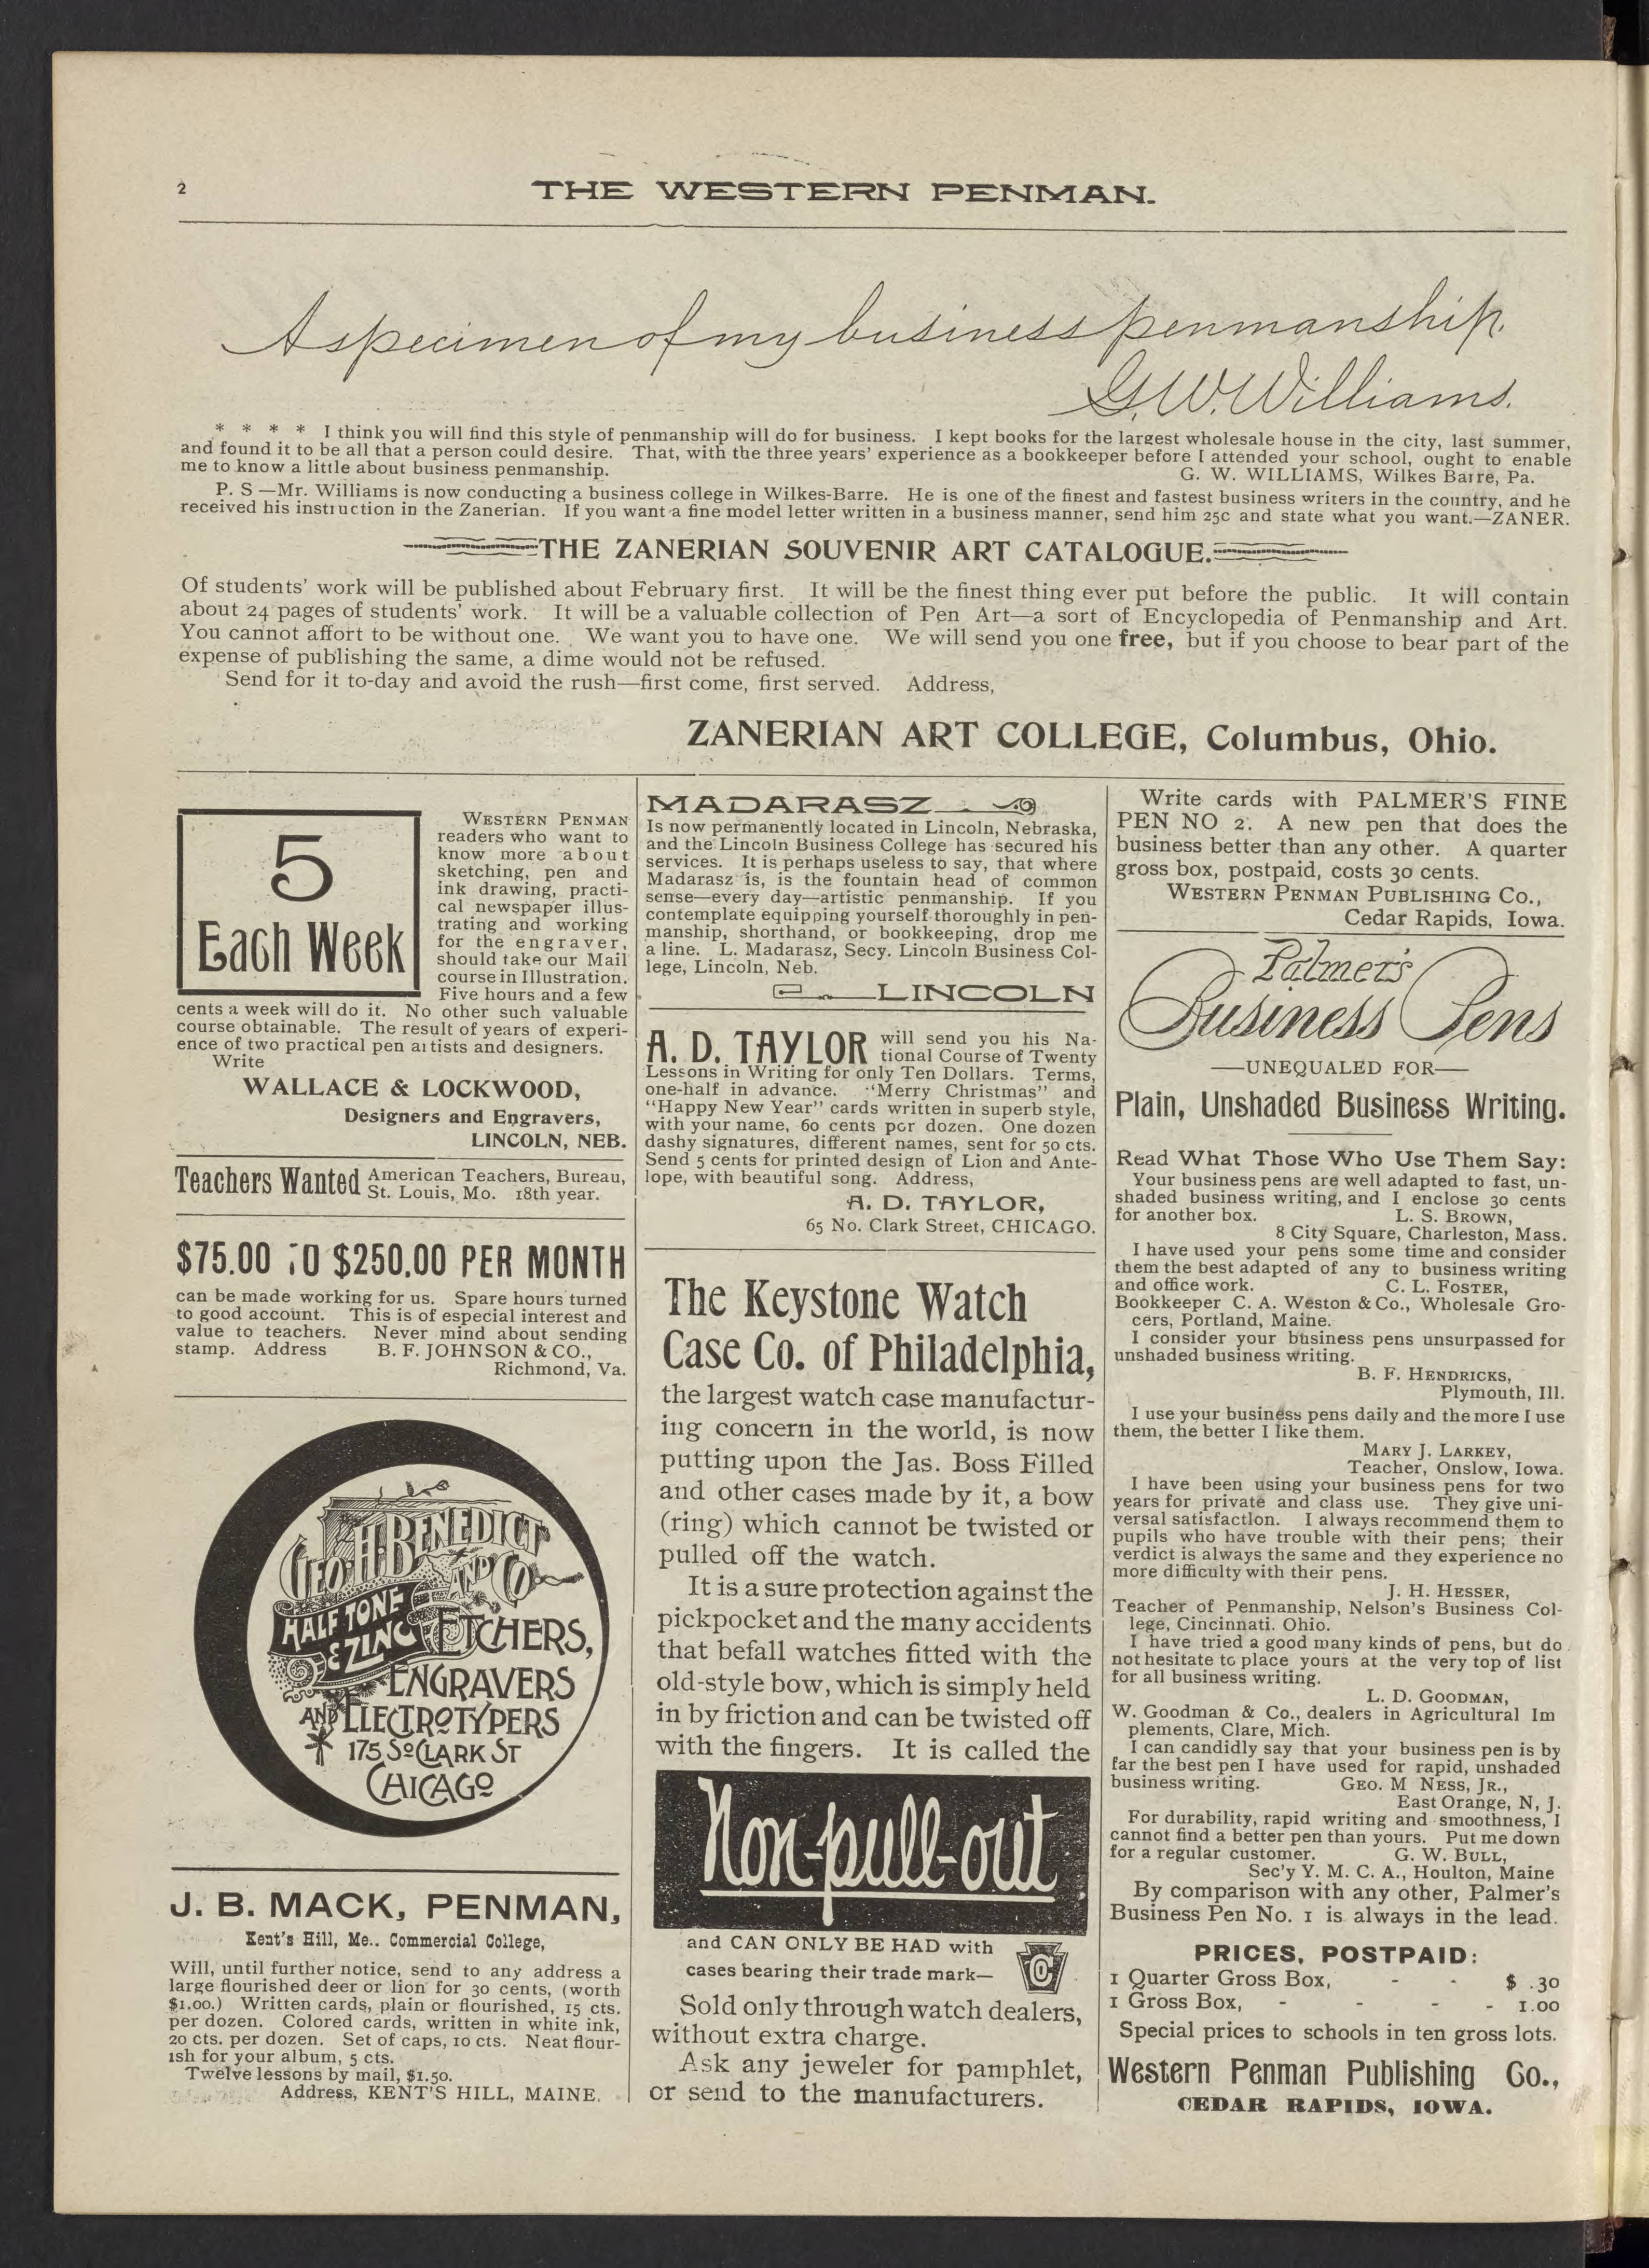 2
THE WESTERN PENMAN.
A specimen of my business penmanship.
G. W. Williams.
* * * * I think you will find this style of penmanship will do for business. I kept books for the largest wholesale house in the city, last summer,
and found it to be all that a person could desire. That, with the three years' experience as a bookkeeper before I attended your school, ought to enable
me to know a little about business penmanship. G. W. WILLIAMS, Wilkes Barre, Pa.
P. S —Mr. Williams is now conducting a business college in Wilkes-Barre. He is one of the finest and fastest business writers in the country, and he
received his instruction in the Zanerian. If you want a fine model letter written in a business manner, send him 25c and state what you want.—ZANER.
THE ZANERIAN SOUVENIR ART CATALOGUE.
Of students' work will be published about February first. It will be the finest thing ever put before the public. It will contain
about 24 pages of students' work. It will be a valuable collection of Pen Art—a sort of Encyclopedia of Penmanship and Art.
You cannot affort to be without one. We want you to have one. We will send you one free, but if you choose to bear part of the
expense of publishing the same, a dime would not be refused.
Send for it to-day and avoid the rush—first come, first served. Address,
ZANERIAN ART COLLEGE, Columbus, Ohio.
5
Each Week
WESTERN PENMAN
readers who want to
know more about
sketching, pen and
ink drawing, practi-
cal newspaper illus-
trating and working
for the engraver,
should take our Mail
course in Illustration.
Five hours and a few
cents a week will do it. No other such valuable
course obtainable. The result of years of experi-
ence of two practical pen artists and designers.
Write
WALLACE & LOCKWOOD,
Designers and Engravers,
LINCOLN, NEB.
Teachers Wanted American Teachers, Bureau,
St. Louis, Mo. 18th year.
$75.00 TO $250.00 PER MONTH
can be made working for us. Spare hours turned
to good account. This is of especial interest and
value to teachers. Never mind about sending
stamp. Address B. F. JOHNSON & CO.,
Richmond, Va.
GEO. H. BENEDICT
AND CO
HALF TONE
& ZINC ETCHERS,
ENGRAVERS
AND ELECTROTYPERS
175 So CLARK ST
CHICAGO
J. B. MACK, PENMAN,
Kent's Hill, Me.. Commercial College,
Will, until further notice, send to any address a
large flourished deer or lion for 30 cents, (worth
$1.00.) Written cards, plain or flourished, 15 cts.
per dozen. Colored cards, written in white ink,
20 cts. per dozen. Set of caps, 10 cts. Neat flour-
ish for your album, 5 cts.
Twelve lessons by mail, $1.50.
Address, KENT'S HILL, MAINE.
MADARASZ
Is now permanently located in Lincoln, Nebraska,
and the Lincoln Business College has secured his
services. It is perhaps useless to say, that where
Madarasz is, is the fountain head of common
sense—every day—artistic penmanship. If you
contemplate equipping yourself thoroughly in pen-
manship, shorthand, or bookkeeping, drop me
a line. L. Madarasz, Secy. Lincoln Business Col-
lege, Lincoln, Neb.
LINCOLN
A. D. TAYLOR will send you his Na-
tional Course of Twenty
Lessons in Writing for only Ten Dollars. Terms,
one-half in advance. "Merry Christmas" and
"Happy New Year" cards written in superb style,
with your name, 60 cents per dozen. One dozen
dashy signatures, different names, sent for 50 cts.
Send 5 cents for printed design of Lion and Ante-
lope, with beautiful song. Address,
A. D. TAYLOR,
65 No. Clark Street, CHICAGO.
The Keystone Watch
Case Co. of Philadelphia,
the largest watch case manufactur-
ing concern in the world, is now
putting upon the Jas. Boss Filled
and other cases made by it, a bow
(ring) which cannot be twisted or
pulled off the watch.
It is a sure protection against the
pickpocket and the many accidents
that befall watches fitted with the
old-style bow, which is simply held
in by friction and can be twisted off
with the fingers. It is called the
Non-pull-out
and CAN ONLY BE HAD with
cases bearing their trade mark—
Sold only through watch dealers,
without extra charge.
Ask any jeweler for pamphlet,
or send to the manufacturers.
Write cards with PALMER'S FINE
PEN NO 2. A new pen that does the
business better than any other. A quarter
gross box, postpaid, costs 30 cents.
WESTERN PENMAN PUBLISHING CO.,
Cedar Rapids, Iowa.
Palmer's
Business Pens
—UNEQUALED FOR—
Plain, Unshaded Business Writing.
Read What Those Who Use Them Say:
Your business pens are well adapted to fast, un-
shaded business writing, and I enclose 30 cents
for another box. L. S. BROWN,
8 City Square, Charleston, Mass.
I have used your pens some time and consider
them the best adapted of any to business writing
and office work. C. L. FOSTER,
Bookkeeper C. A. Weston & Co., Wholesale Gro-
cers, Portland, Maine.
I consider your business pens unsurpassed for
unshaded business writing.
B. F. HENDRICKS,
Plymouth, Ill.
I use your business pens daily and the more I use
them, the better I like them.
MARY J. LARKEY,
Teacher, Onslow, Iowa.
I have been using your business pens for two
years for private and class use. They give uni-
versal satisfaction. I always recommend them to
pupils who have trouble with their pens; their
verdict is always the same and they experience no
more difficulty with their pens.
J. H. HESSER,
Teacher of Penmanship, Nelson's Business Col-
lege, Cincinnati. Ohio.
I have tried a good many kinds of pens, but do
not hesitate to place yours at the very top of list
for all business writing.
L. D. GOODMAN,
W. Goodman & Co., dealers in Agricultural Im
plements, Clare, Mich.
I can candidly say that your business pen is by
far the best pen I have used for rapid, unshaded
business writing. GEO. M NESS, JR.,
East Orange, N, J.
For durability, rapid writing and smoothness, I
cannot find a better pen than yours. Put me down
for a regular customer. G. W. BULL,
Sec'y Y. M. C. A., Houlton, Maine
By comparison with any other, Palmer's
Business Pen No. 1 is always in the lead.
PRICES, POSTPAID:
1 Quarter Gross Box, - - $ .30
1 Gross Box, - - - - 1.00
Special prices to schools in ten gross lots.
Western Penman Publishing Co.,
CEDAR RAPIDS, IOWA.